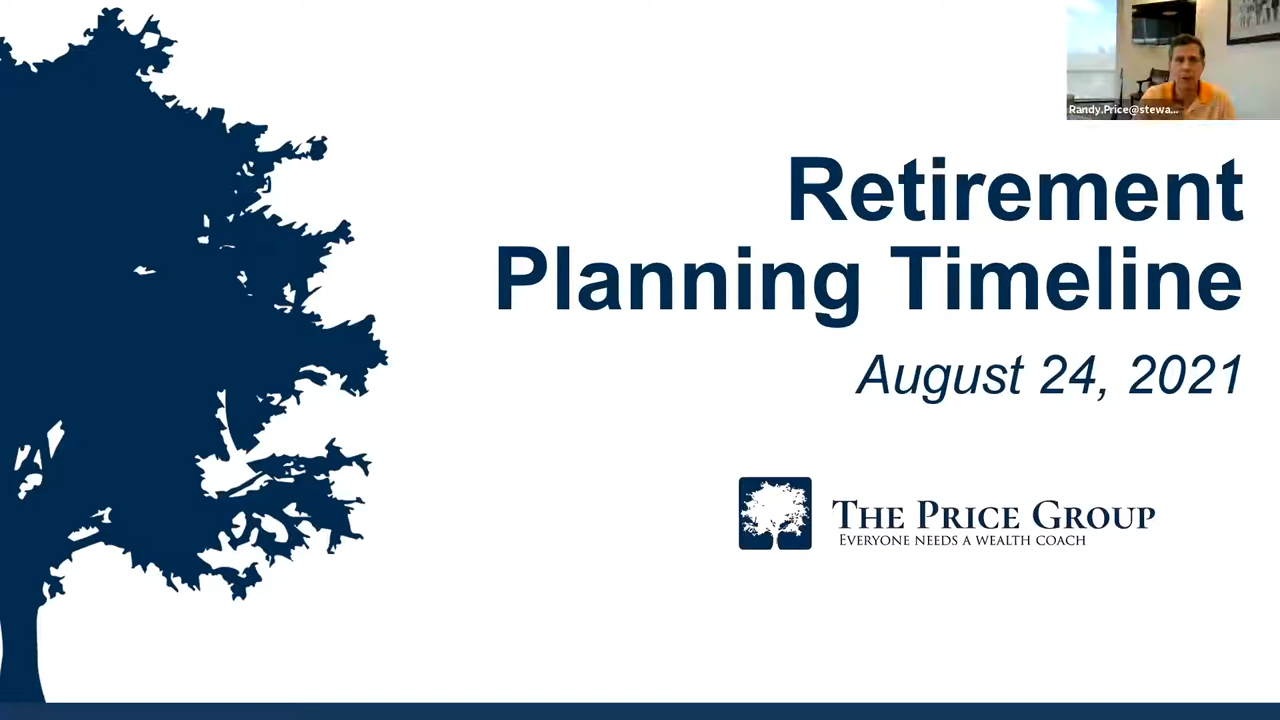 Randy.Price@stewa...
Retirement
Planning Timeline
August 24, 2021
THE PRICE GROUP
EVERYONE NEEDS A WEALTH COACH